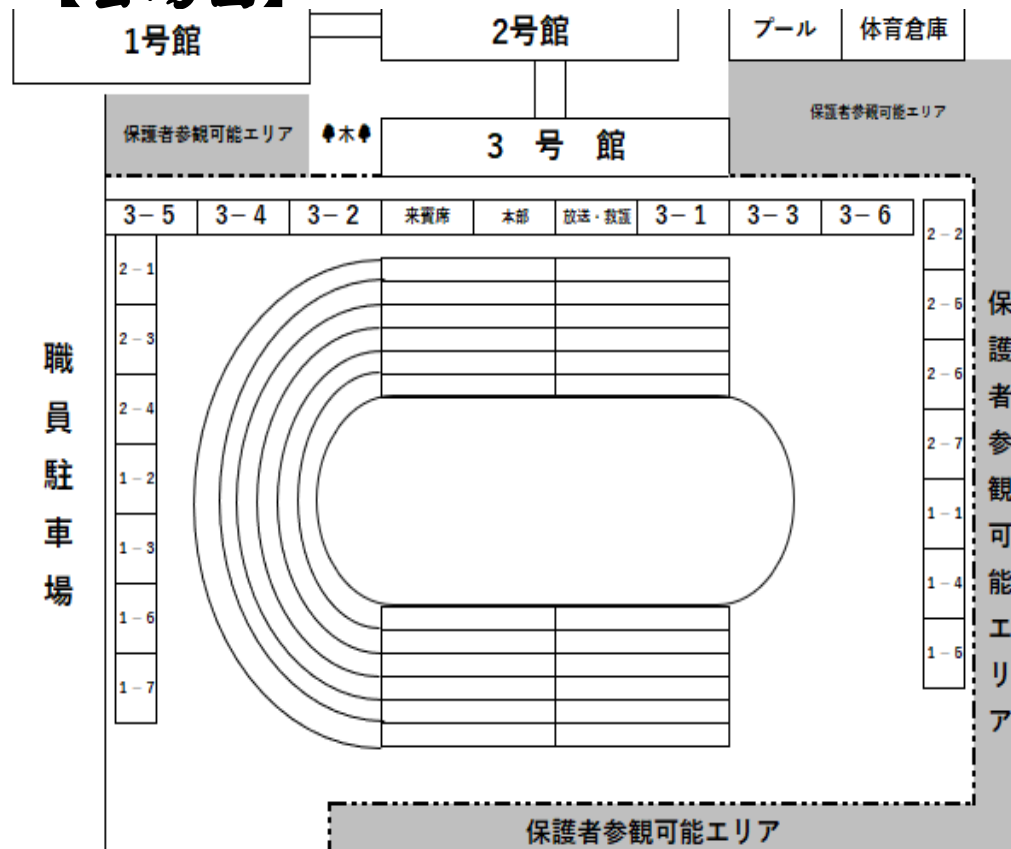 【会場図】
1号館
2号館
プール
体育倉庫
保護者参観可能エリア
木
3 号 館
保護者参観可能エリア
3-5
3-4
3-2
来賓席
本部
放送・救護
3-1
3-3
3-6
2-1
2-3
2-4
1-2
1-3
1-6
1-7
職員駐車場
2-2
2-5
2-6
2-7
1-1
1-4
1-5
保護者参観可能エリア
保護者参観可能エリア